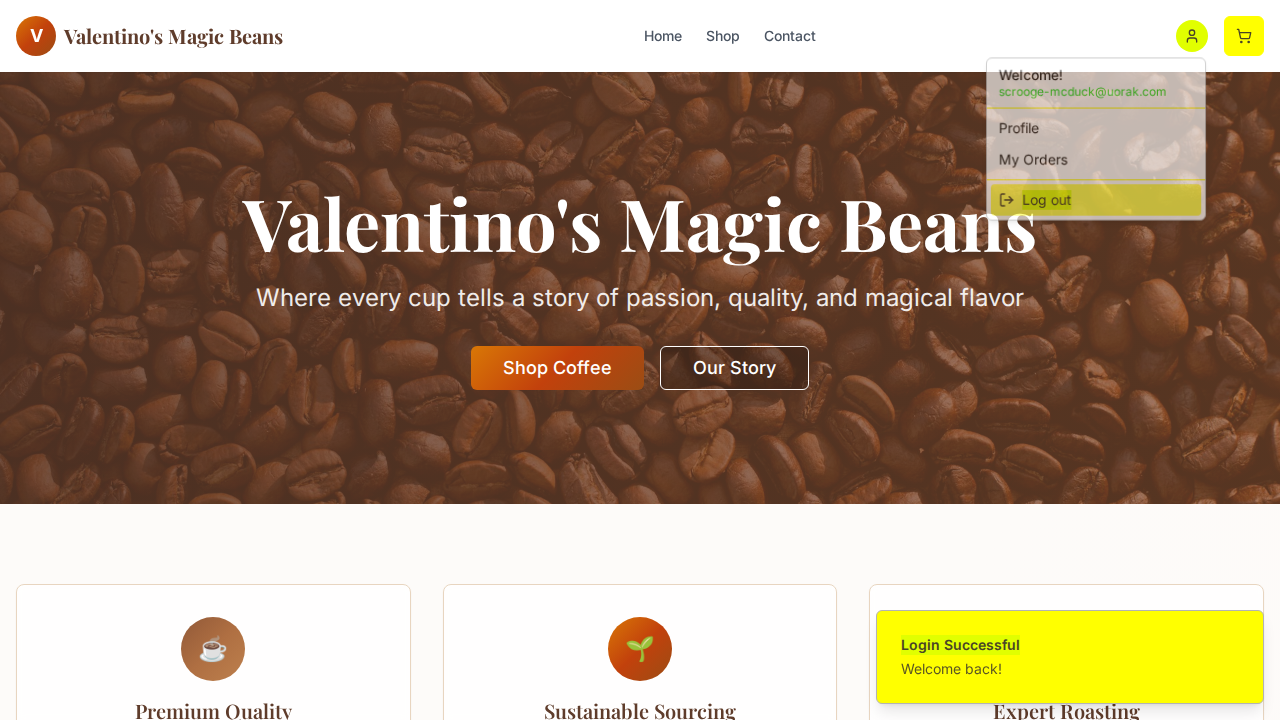 V Valentino's Magic Beans
Home Shop Contact
Welcome!
scrooge-mcduck@uorak.com
Profile
My Orders
Log out
Valentino's Magic Beans
Where every cup tells a story of passion, quality, and magical flavor
Shop Coffee Our Story
Login Successful
Welcome back!
Premium Quality
Sustainable Sourcing
Expert Roasting